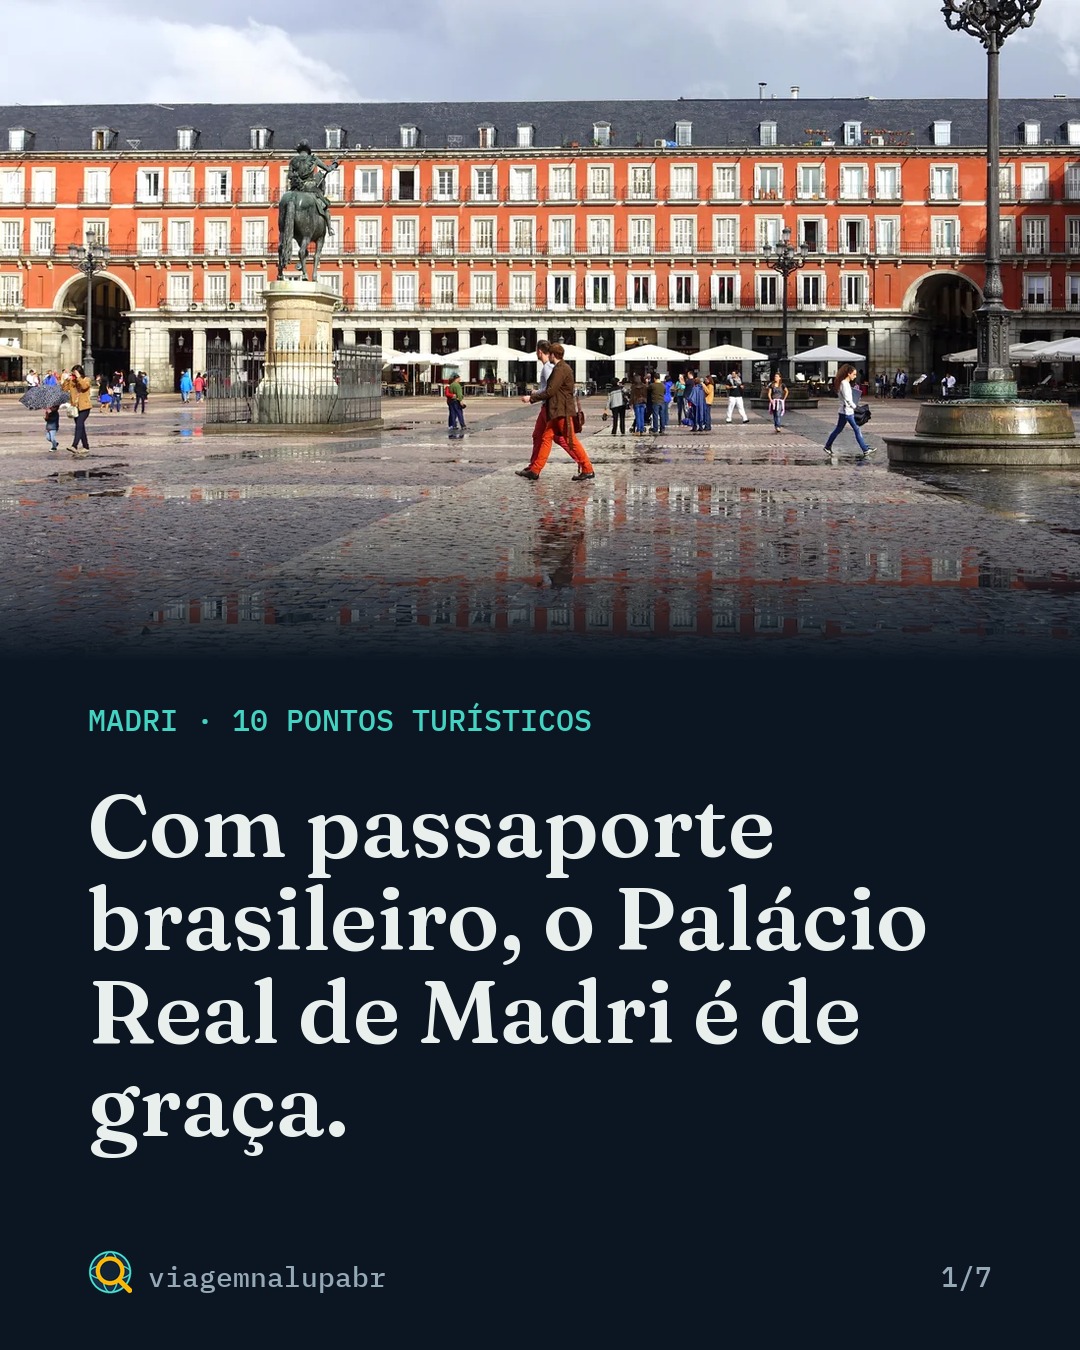 MADRI · 10 PONTOS TURÍSTICOS
Com passaporte
brasileiro, o Palácio
Real de Madri é de
graça.
viagemnalupabr
1/7